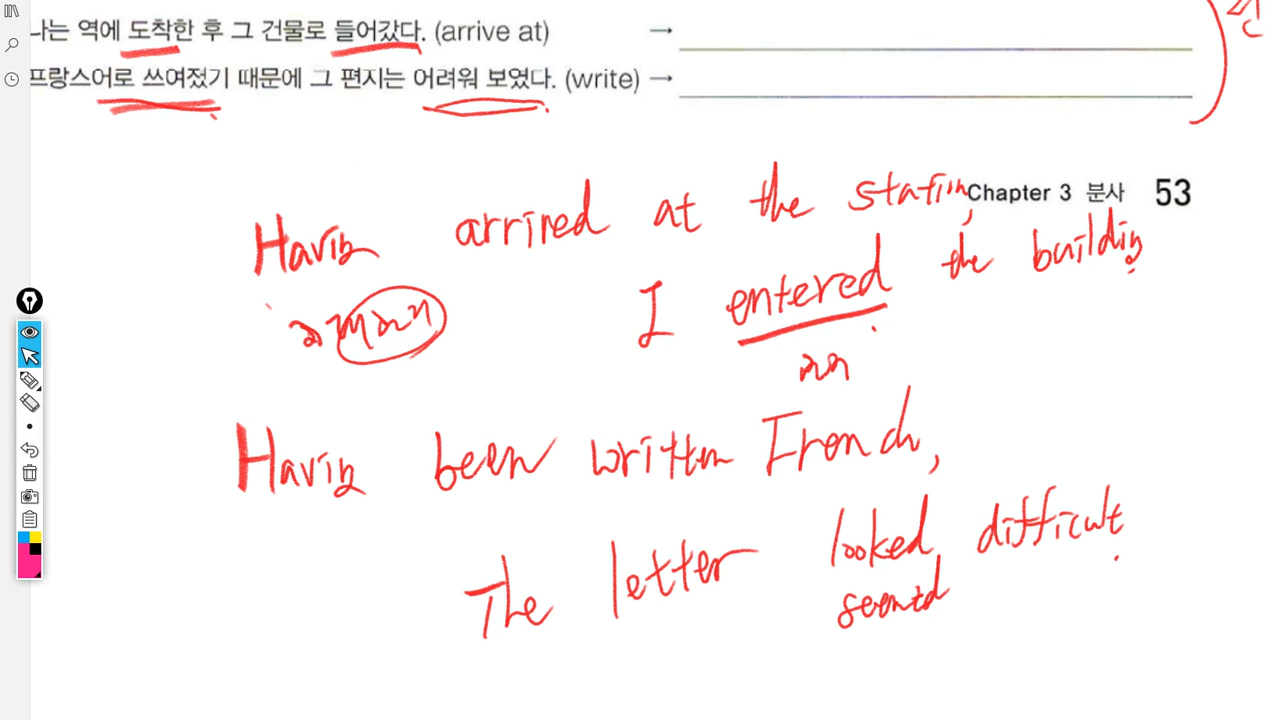 나는 역에 도착한 후 그 건물로 들어갔다. (arrive at) →
프랑스어로 쓰여졌기 때문에 그 편지는 어려워 보였다. (write) →
Chapter 3 분사 53
Having arrived at the station,
I entered the building.
Having been written French,
The letter looked difficult.
seemed